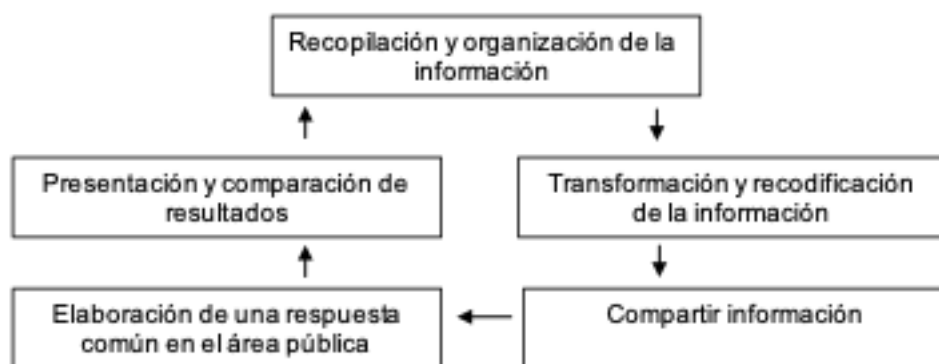 Recopilación y organización de la
información
Presentación y comparación de
resultados
Transformación y recodificación
de la información
Elaboración de una respuesta
común en el área pública
Compartir información